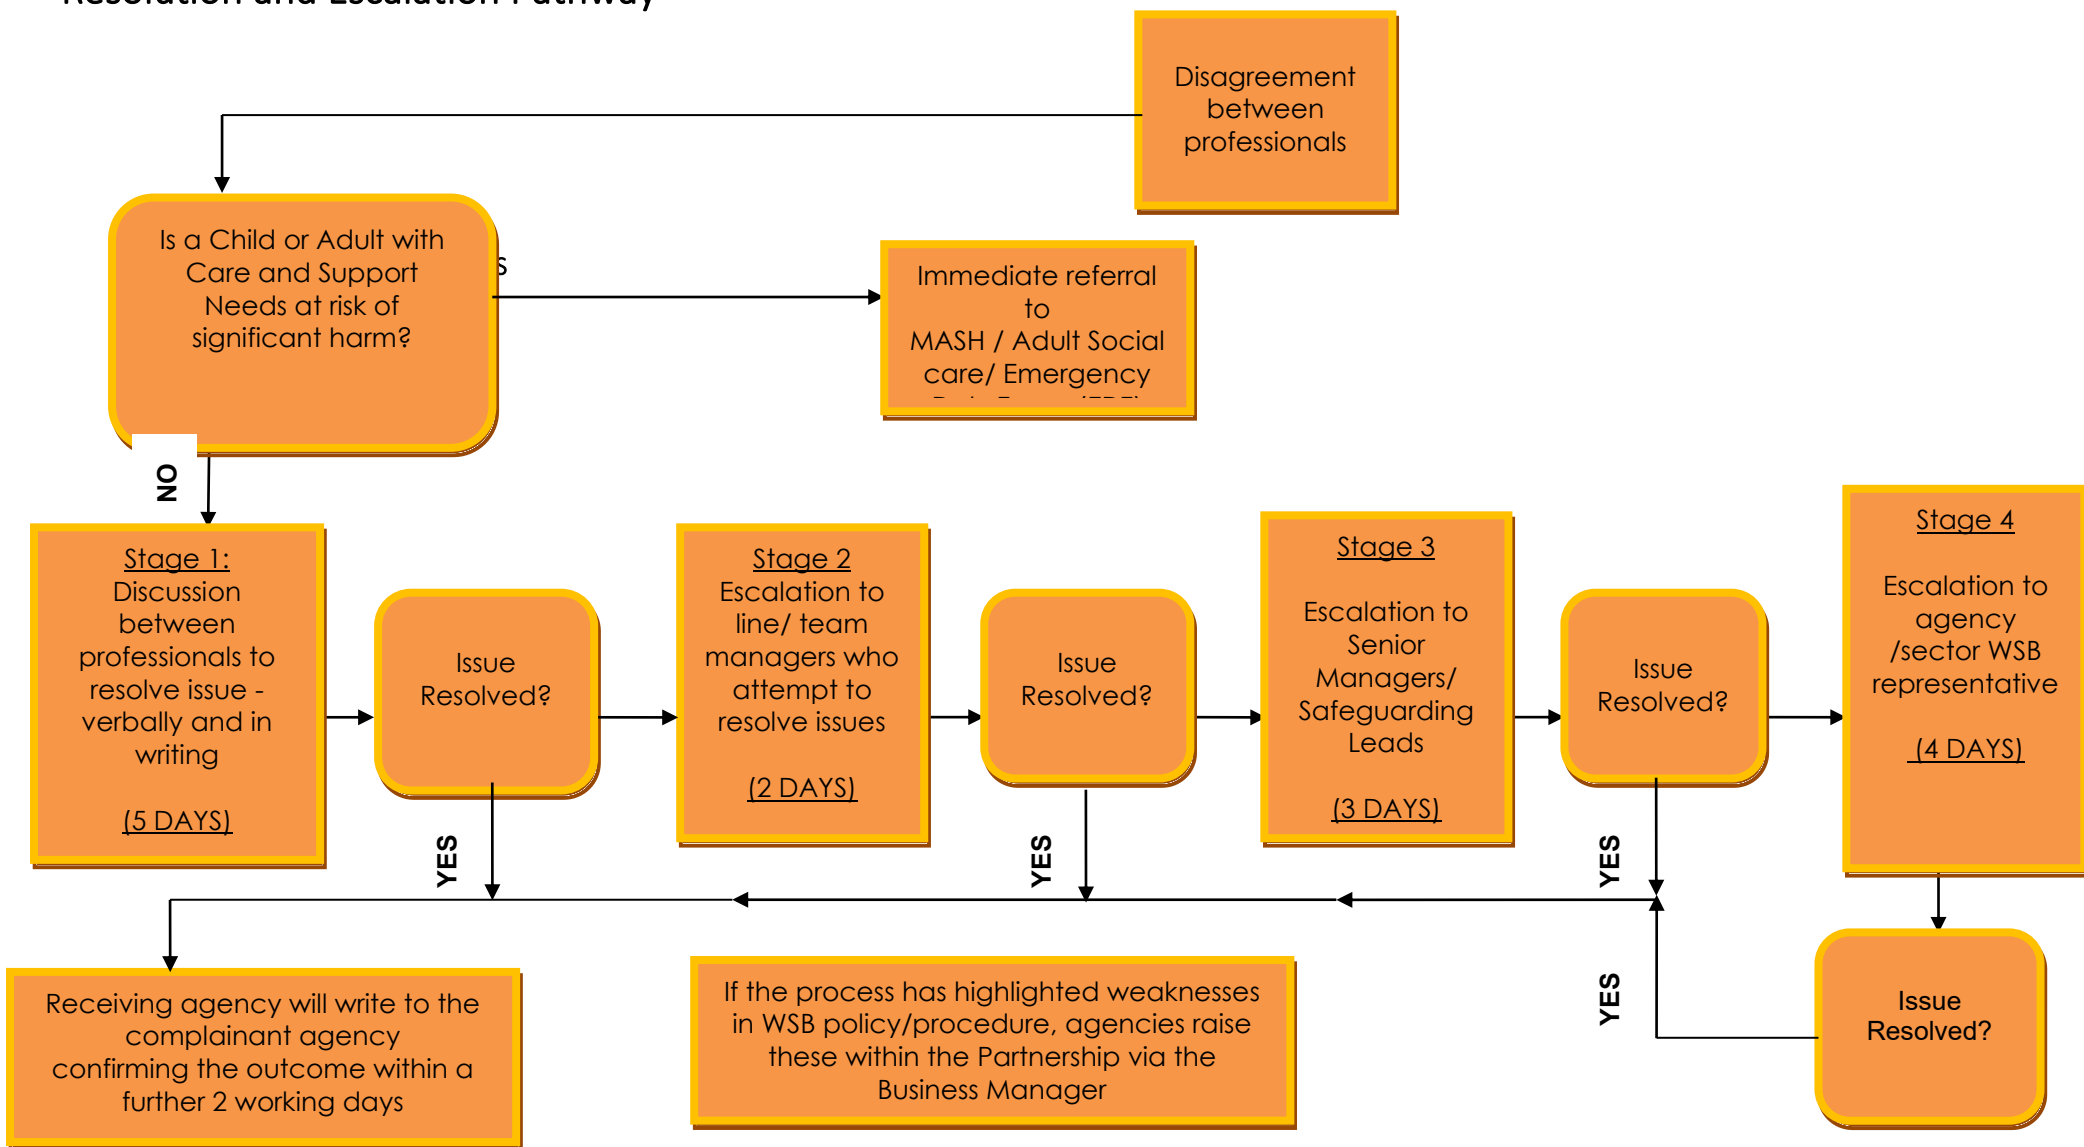 Resolution and Escalation Pathway
Disagreement
between
professionals
Is a Child or Adult with
Care and Support
Needs at risk of
significant harm?
S
Immediate referral
to
MASH / Adult Social
care/ Emergency
NO
Stage 1:
Discussion
between
professionals to
resolve issue -
verbally and in
writing
(5 DAYS)
Issue
Resolved?
YES
Stage 2
Escalation to
line/ team
managers who
attempt to
resolve issues
(2 DAYS)
Issue
Resolved?
YES
Stage 3
Escalation to
Senior
Managers/
Safeguarding
Leads
(3 DAYS)
Issue
Resolved?
YES
Stage 4
Escalation to
agency
/sector WSB
representative
(4 DAYS)
Issue
Resolved?
YES
Receiving agency will write to the
complainant agency
confirming the outcome within a
further 2 working days
If the process has highlighted weaknesses
in WSB policy/procedure, agencies raise
these within the Partnership via the
Business Manager